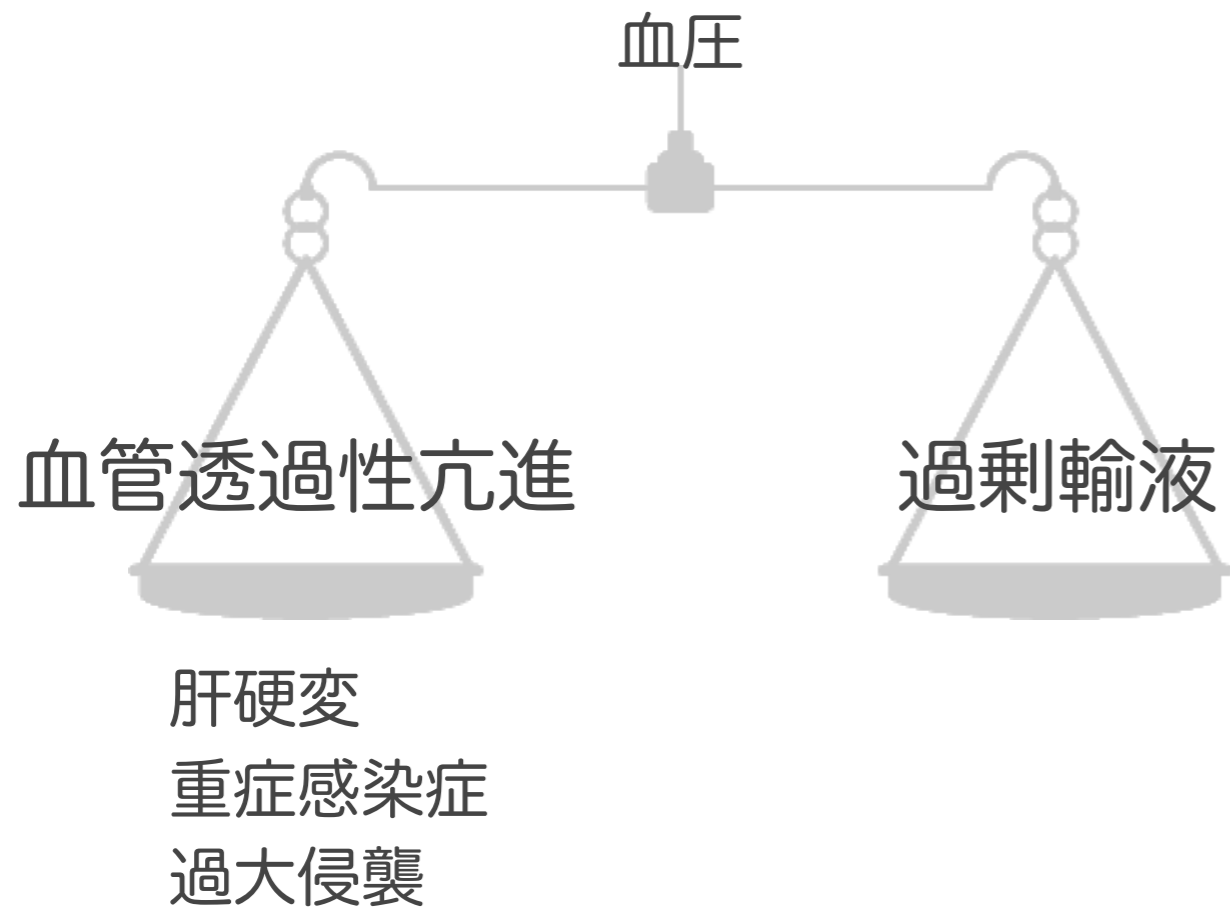 血圧
血管透過性亢進
過剰輸液
肝硬変
重症感染症
過大侵襲